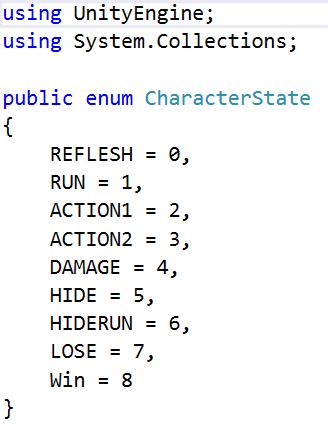 using UnityEngine;
using System.Collections;

public enum CharacterState
{
    REFLESH = 0,
    RUN = 1,
    ACTION1 = 2,
    ACTION2 = 3,
    DAMAGE = 4,
    HIDE = 5,
    HIDERUN = 6,
    LOSE = 7,
    Win = 8
}